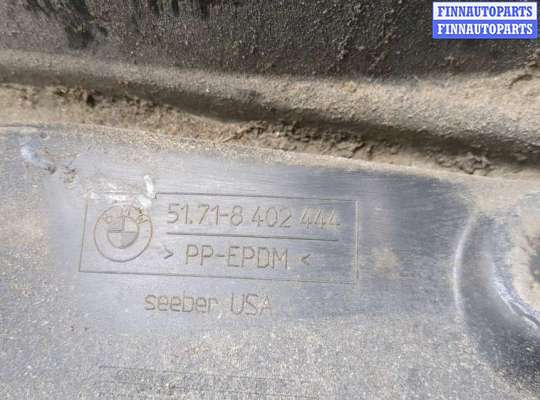 FINNAUTOPARTS
FINNAUTOPARTS
51.71-8 402 444
> PP-EPDM <
seeber, USA